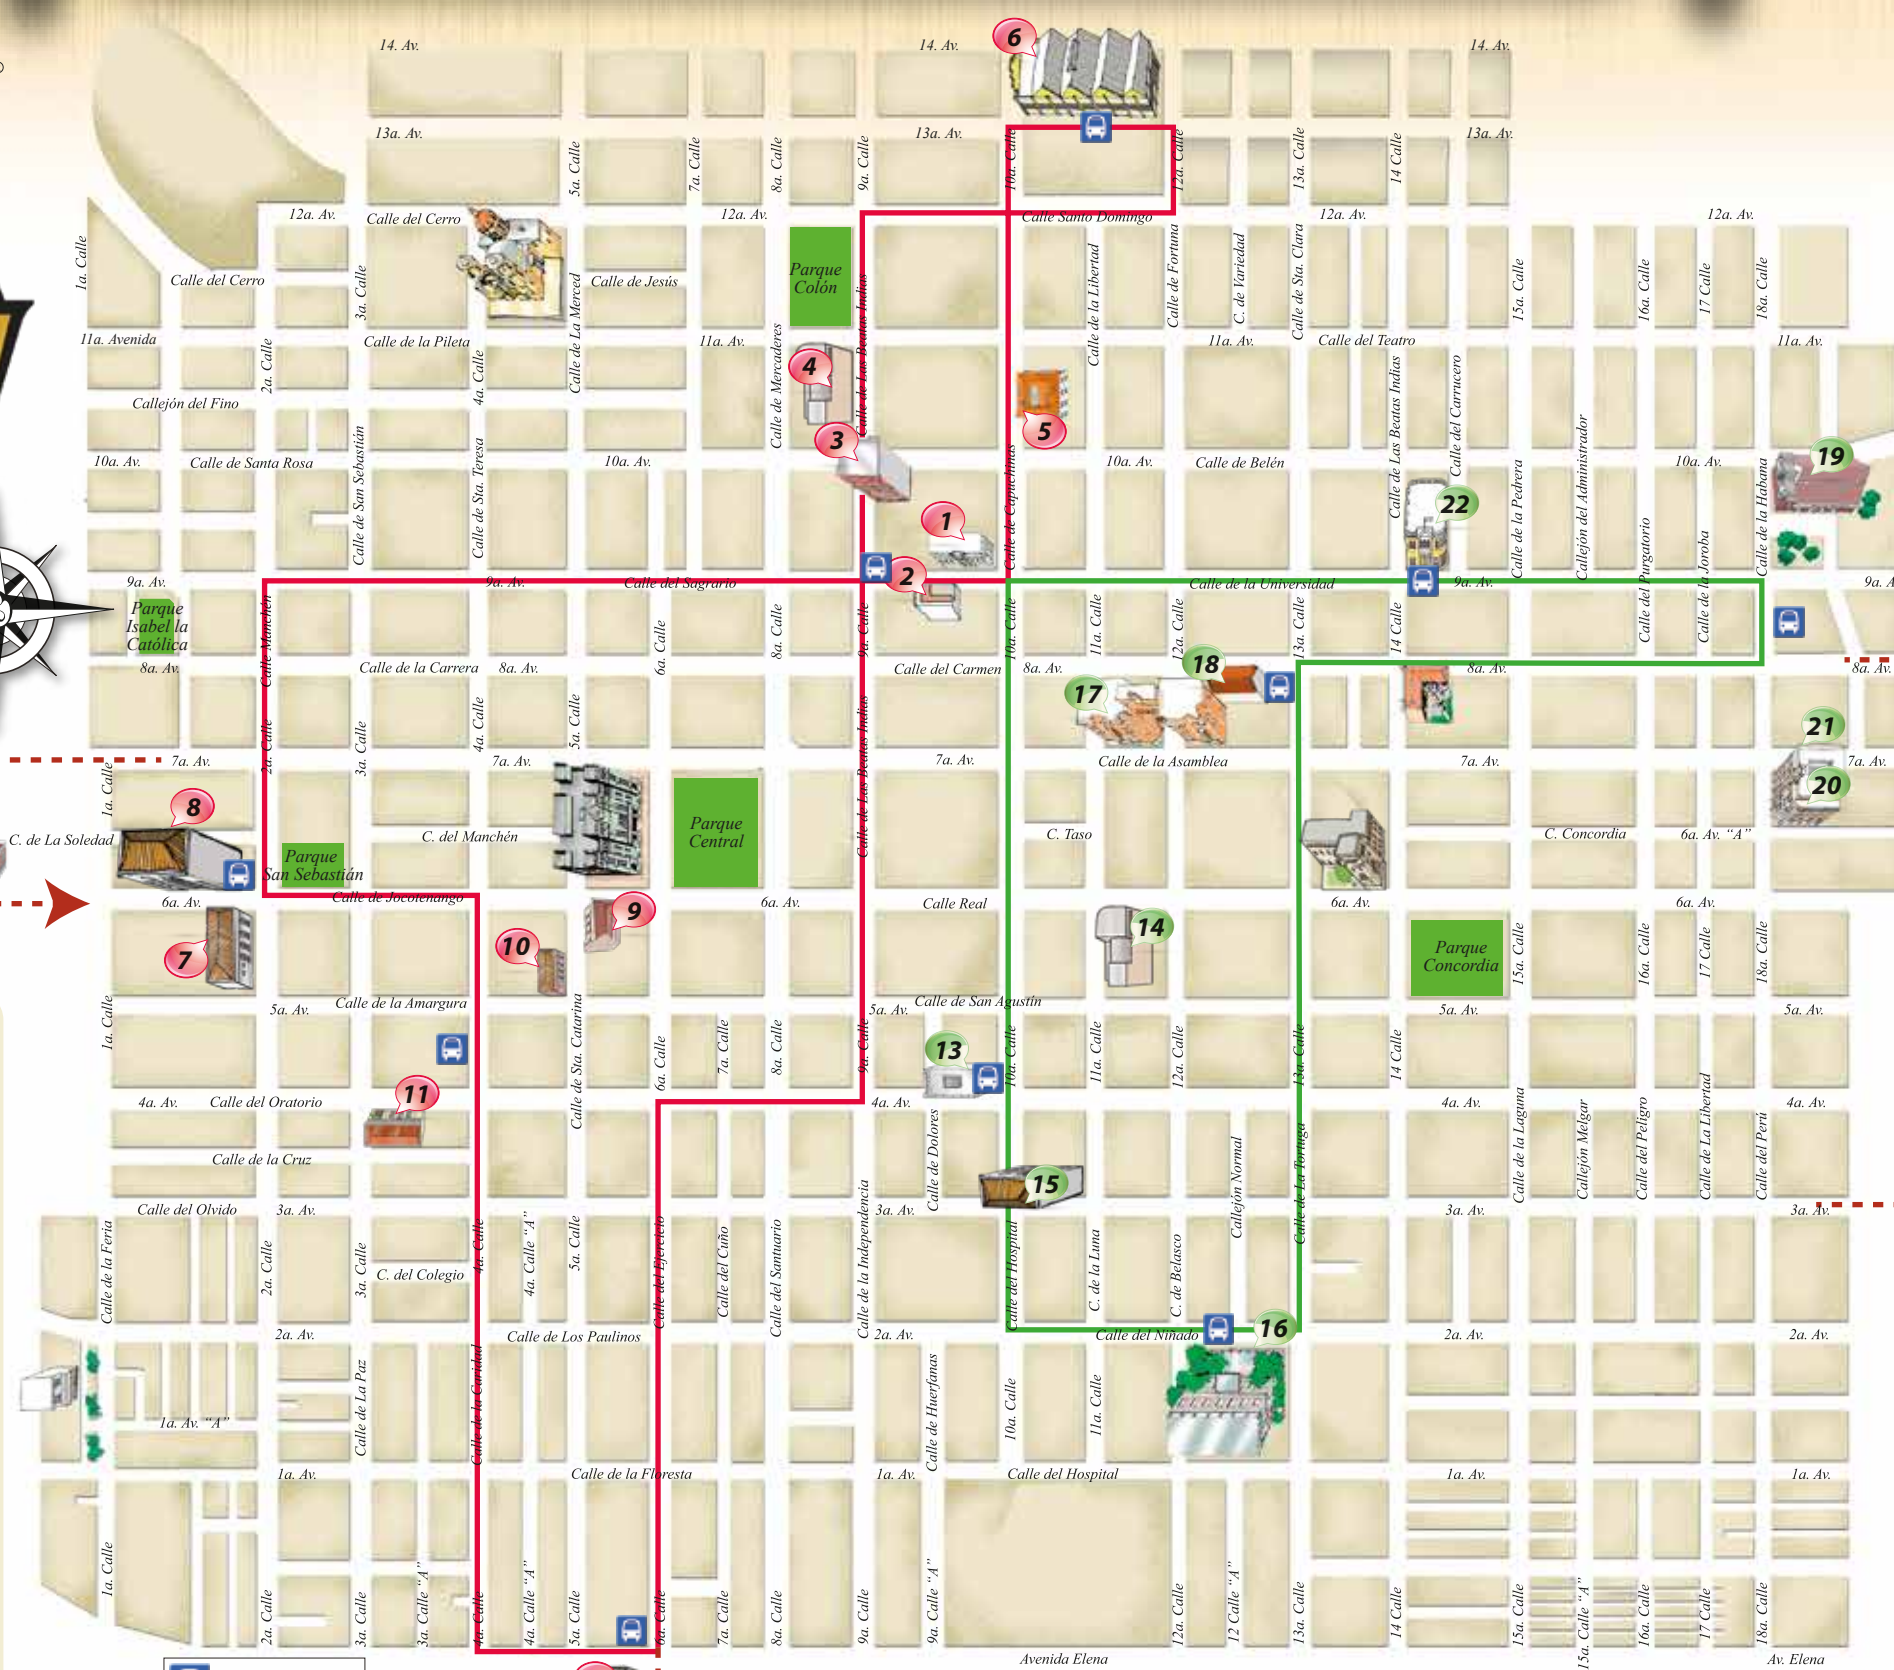 14. Av.
14. Av.
6
14. Av.
13a. Av.
13a. Av.
13a. Av.
5a. Calle
7a. Calle
8a. Calle
9a. Calle
10a. Calle
12a. Calle
13a. Calle
14 Calle
12a. Av.
Calle del Cerro
12a. Av.
Calle Santo Domingo
12a. Av.
12a. Av.
1a. Calle
Calle del Cerro
3a. Calle
Calle de La Merced
Calle de Jesús
Parque
Colón
Calle de Las Beatas Indias
Calle de la Libertad
Calle de Fortuna
C. de Variedad
Calle de Sta. Clara
15a. Calle
16a. Calle
17 Calle
18a. Calle
11a. Avenida
Calle de la Pileta
11a. Av.
11a. Av.
Calle del Teatro
11a. Av.
2a. Calle
4a. Calle
Calle de Mercaderes
4
5
Calle de Las Beatas Indias
Calle del Carrucero
Callejón del Fino
3
10a. Av.
Calle de Santa Rosa
10a. Av.
10a. Av.
Calle de Belén
10a. Av.
19
Calle de San Sebastián
Calle de Sta. Teresa
Calle de Capuchinas
Calle de la Pedrera
Callejón del Administrador
Calle de la Habana
22
1
2
9a. Av.
9a. Av.
Calle del Sagrario
Calle de la Universidad
9a. Av.
9a. A
Parque
Isabel la
Católica
Calle Manchén
6a. Calle
8a. Calle
9a. Calle
10a. Calle
11a. Calle
12a. Calle
13a. Calle
14 Calle
Calle del Purgatorio
Calle de la Joroba
8a. Av.
Calle de la Carrera
8a. Av.
Calle del Carmen
8a. Av.
18
17
8a. Av.
8a. Av.
2a. Calle
3a. Calle
4a. Calle
5a. Calle
Calle de Las Beatas Indias
21
7a. Av.
7a. Av.
7a. Av.
Calle de la Asamblea
7a. Av.
7a. Av.
1a. Calle
8
20
C. de La Soledad
C. del Manchén
Parque
Central
C. Taso
C. Concordia
6a. Av. “A”
Parque
San Sebastián
6a. Av.
Calle de Jocotenango
6a. Av.
Calle Real
6a. Av.
6a. Av.
9
10
7
14
Parque
Concordia
15a. Calle
16a. Calle
17 Calle
18a. Calle
Calle de la Amargura
5a. Av.
5a. Av.
Calle de San Agustín
5a. Av.
5a. Av.
1a. Calle
Calle de Sta. Catarina
6a. Calle
7a. Calle
8a. Calle
9a. Calle
13
10a. Calle
11a. Calle
12a. Calle
13a. Calle
14 Calle
11
4a. Av.
Calle del Oratorio
4a. Av.
4a. Av.
4a. Av.
Calle de la Cruz
Calle de Dolores
15
Callejón Normal
Calle de La Tortuga
Calle de la Laguna
Callejón Melgar
Calle del Peligro
Calle de La Libertad
Calle del Perú
Calle del Olvido
3a. Av.
3a. Av.
3a. Av.
3a. Av.
Calle de la Feria
2a. Calle
3a. Calle
C. del Colegio
4a. Calle
4a. Calle “A”
5a. Calle
Calle del Ejercicio
Calle del Cuño
Calle del Santuario
Calle de la Independencia
Calle del Hospital
C. de la Luna
C. de Belasco
2a. Av.
Calle de Los Paulinos
2a. Av.
Calle del Niñado
16
2a. Av.
2a. Av.
Calle de La Paz
Calle de la Caridad
Calle de Huerfanas
10a. Calle
11a. Calle
1a. Av. “A”
1a. Av.
Calle de la Floresta
1a. Av.
Calle del Hospital
1a. Av.
1a. Av.
1a. Calle
2a. Calle
3a. Calle
3a. Calle “A”
4a. Calle
4a. Calle “A”
5a. Calle
6a. Calle
7a. Calle
8a. Calle
9a. Calle
9a. Calle “A”
12a. Calle
12 Calle “A”
13a. Calle
14 Calle
15a. Calle
15a. Calle “A”
16a. Calle
17 Calle
18a. Calle
Avenida Elena
Av. Elena